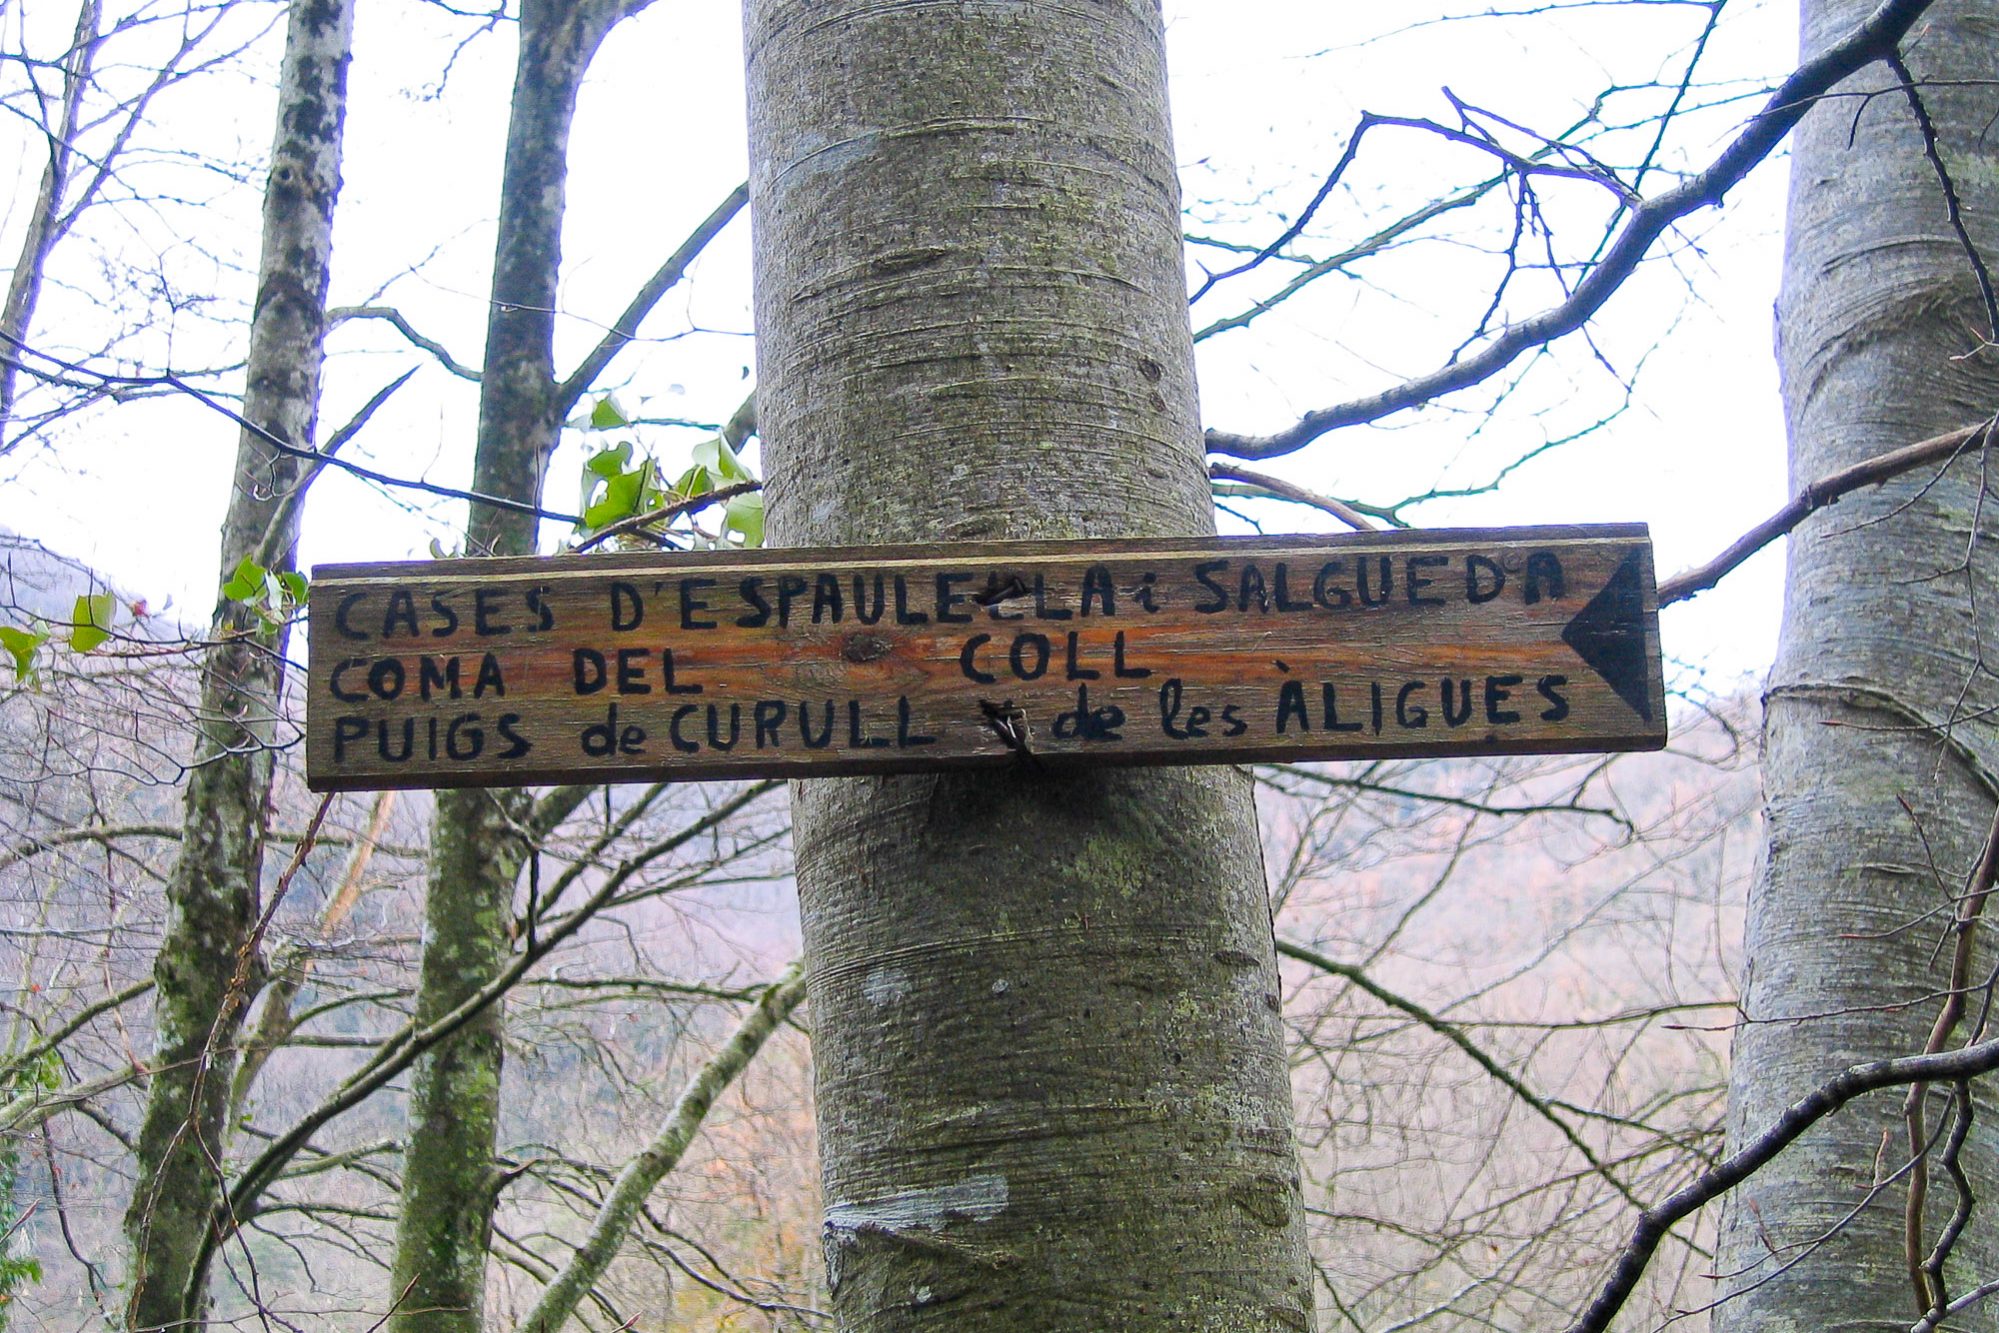 CASES D'ESPAULELLA i SALGUEDA
COMA DEL COLL
PUIGS de CURULL de les ÀLIGUES